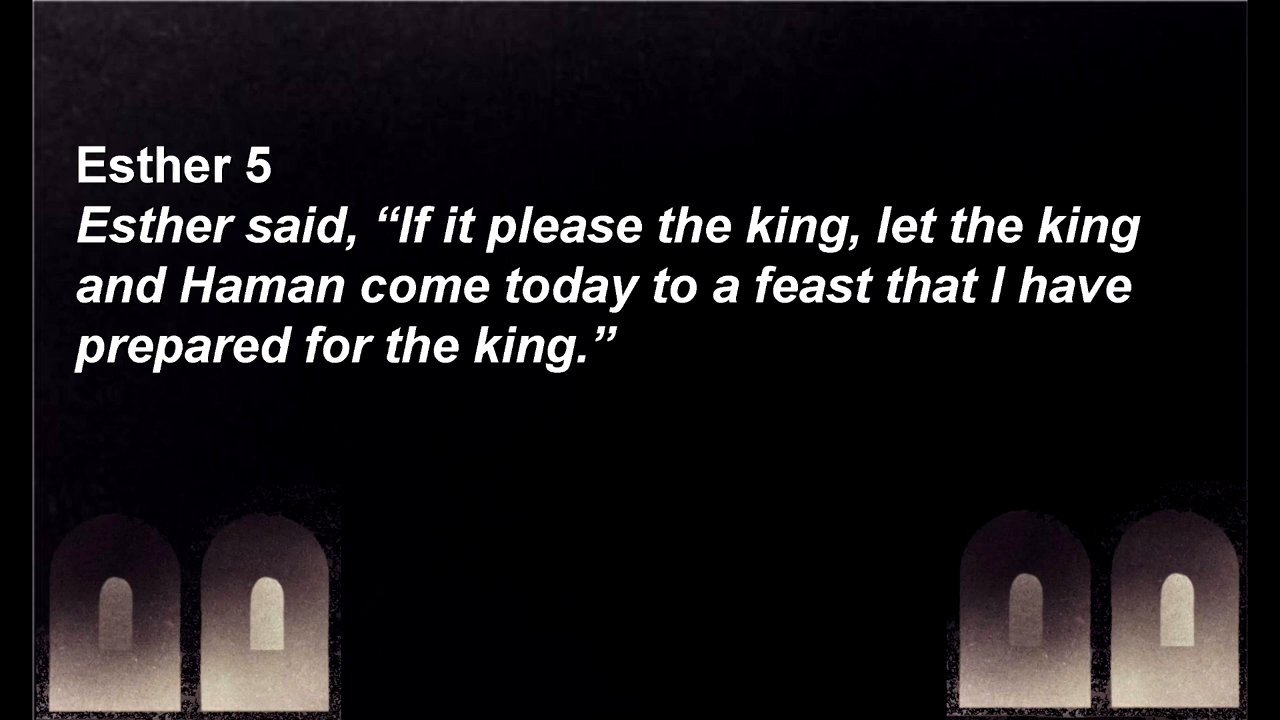 Esther 5
Esther said, “If it please the king, let the king
and Haman come today to a feast that I have
prepared for the king.”